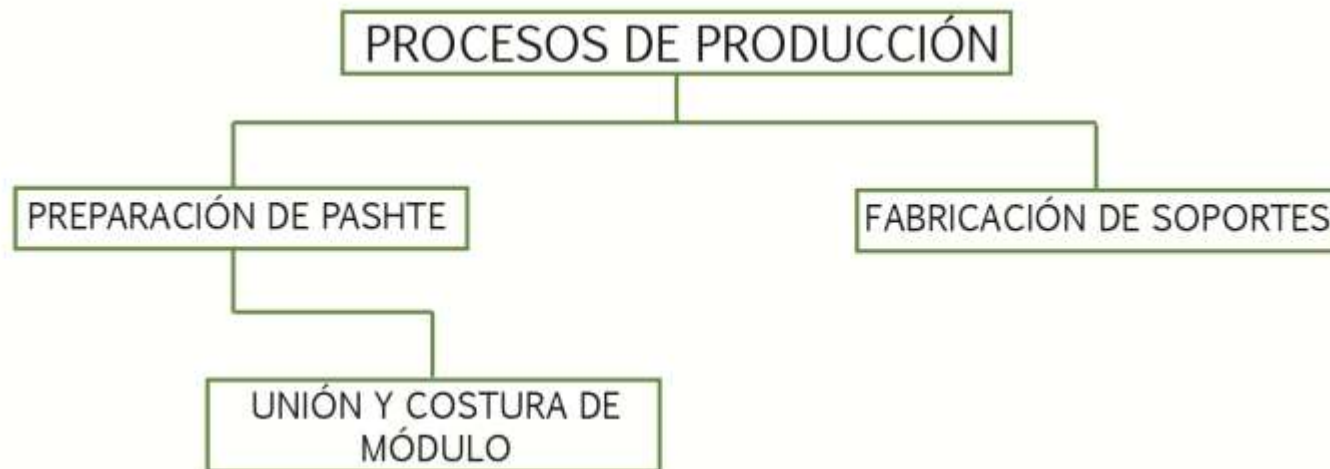 PROCESOS DE PRODUCCIÓN
PREPARACIÓN DE PASHTE
FABRICACIÓN DE SOPORTES
UNIÓN Y COSTURA DE
MÓDULO